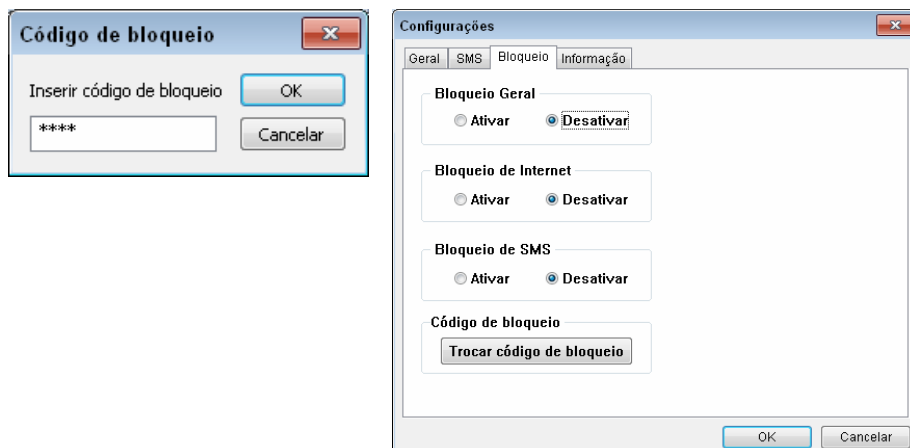 Código de bloqueio
Inserir código de bloqueio
OK
****
Cancelar
Configurações
Geral SMS Bloqueio Informação
Bloqueio Geral
Ativar Desativar
Bloqueio de Internet
Ativar Desativar
Bloqueio de SMS
Ativar Desativar
Código de bloqueio
Trocar código de bloqueio
OK Cancelar